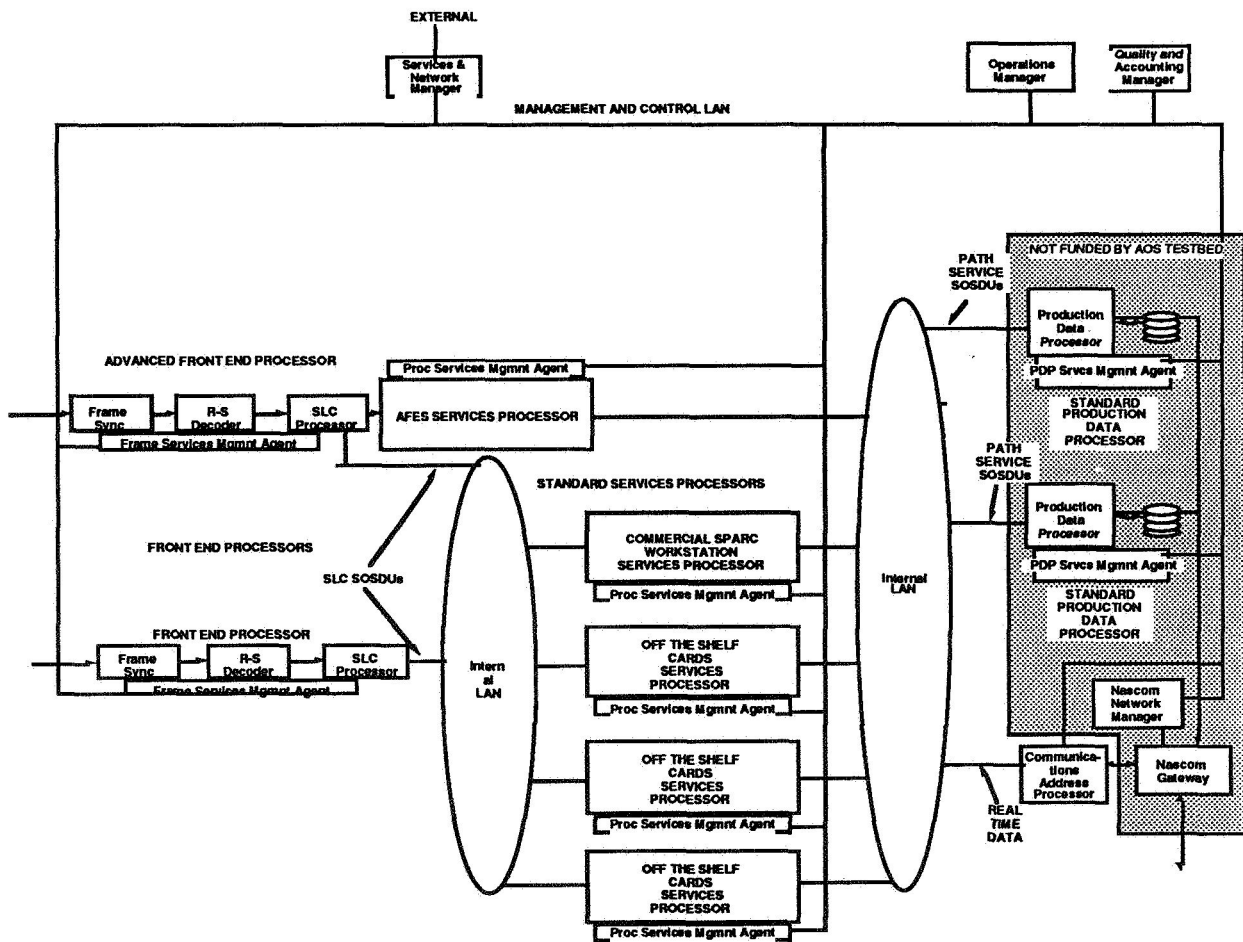 EXTERNAL
Services &
Network
Manager
Operations
Manager
Quality and
Accounting
Manager
MANAGEMENT AND CONTROL LAN
NOT FUNDED BY AOS TESTBED
PATH
SERVICE
SOSDUs
Production
Data
Processor
PDP Srvcs Mgmnt Agent
STANDARD
PRODUCTION
DATA
PROCESSOR
ADVANCED FRONT END PROCESSOR
Proc Services Mgmnt Agent
Frame
Sync
R-S
Decoder
SLC
Processor
AFES SERVICES PROCESSOR
Frame Services Mgmnt Agent
PATH
SERVICE
SOSDUs
Production
Data
Processor
PDP Srvcs Mgmnt Agent
STANDARD
PRODUCTION
DATA
PROCESSOR
STANDARD SERVICES PROCESSORS
FRONT END PROCESSORS
SLC SOSDUs
COMMERCIAL SPARC
WORKSTATION
SERVICES PROCESSOR
Proc Services Mgmnt Agent
Internal
LAN
FRONT END PROCESSOR
Frame
Sync
R-S
Decoder
SLC
Processor
Frame Services Mgmnt Agent
Intern
al
LAN
OFF THE SHELF
CARDS
SERVICES
PROCESSOR
Proc Services Mgmnt Agent
Nascom
Network
Manager
OFF THE SHELF
CARDS
SERVICES
PROCESSOR
Proc Services Mgmnt Agent
Communica-
tions
Address
Processor
Nascom
Gateway
REAL
TIME
DATA
OFF THE SHELF
CARDS
SERVICES
PROCESSOR
Proc Services Mgmnt Agent